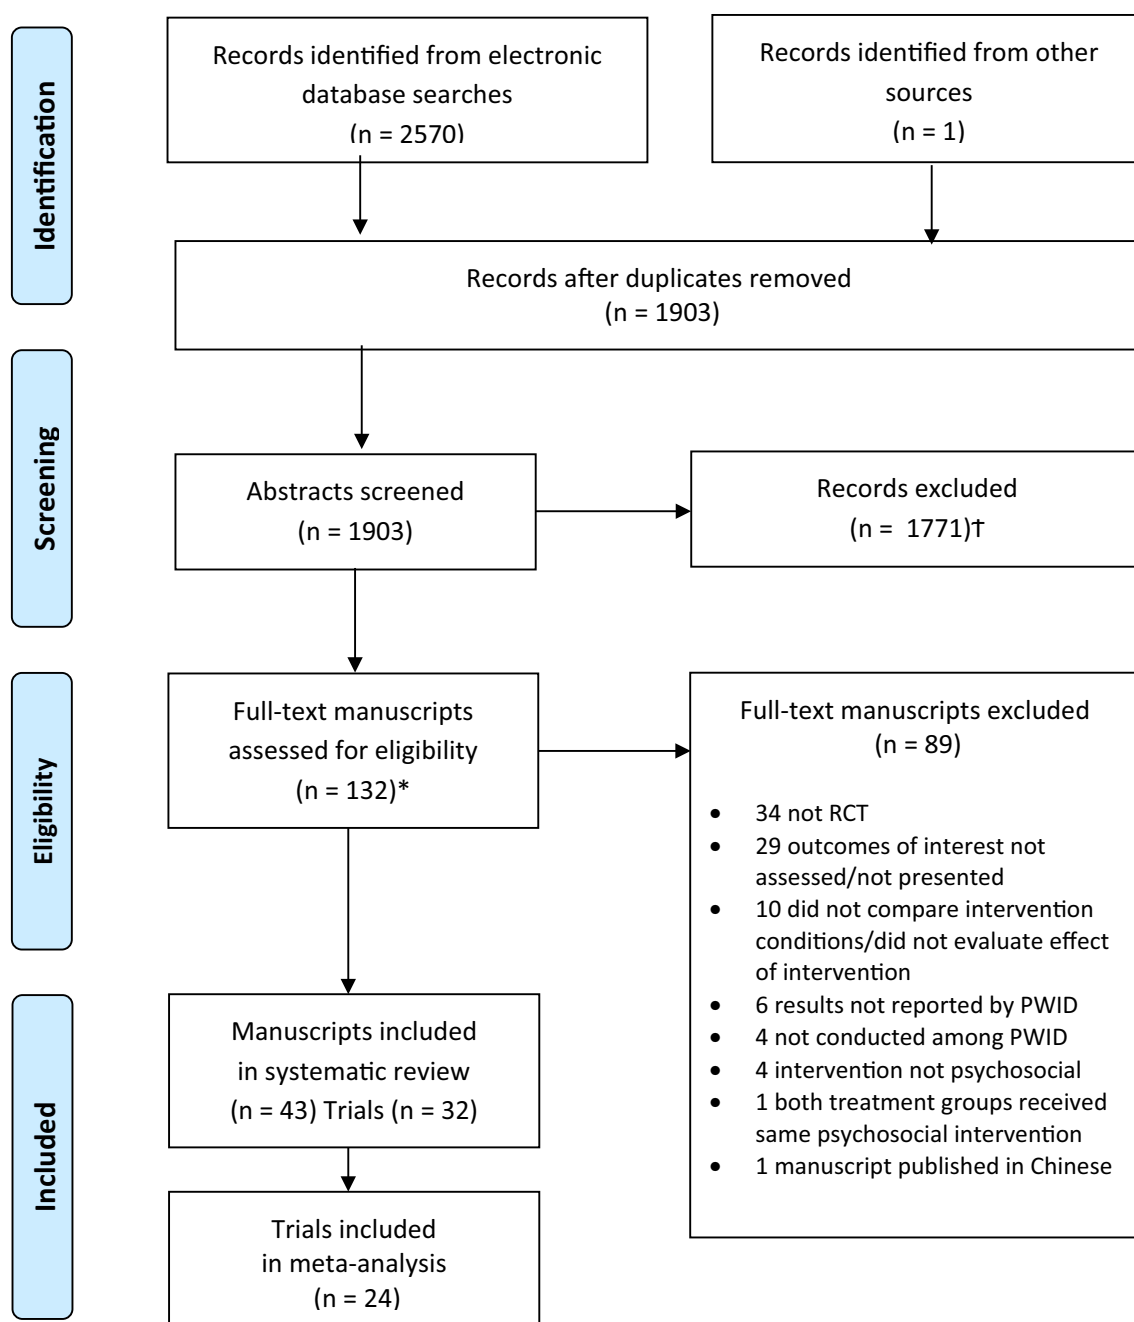 Identification
Records identified from electronic
database searches
(n = 2570)
Records identified from other
sources
(n = 1)
Records after duplicates removed
(n = 1903)
Screening
Abstracts screened
(n = 1903)
Records excluded
(n =  1771)†
Eligibility
Full-text manuscripts
assessed for eligibility
(n = 132)*
Full-text manuscripts excluded
(n = 89)
• 34 not RCT
• 29 outcomes of interest not
assessed/not presented
• 10 did not compare intervention
conditions/did not evaluate effect
of intervention
• 6 results not reported by PWID
• 4 not conducted among PWID
• 4 intervention not psychosocial
• 1 both treatment groups received
same psychosocial intervention
• 1 manuscript published in Chinese
Included
Manuscripts included
in systematic review
(n = 43) Trials (n = 32)
Trials included
in meta-analysis
(n = 24)